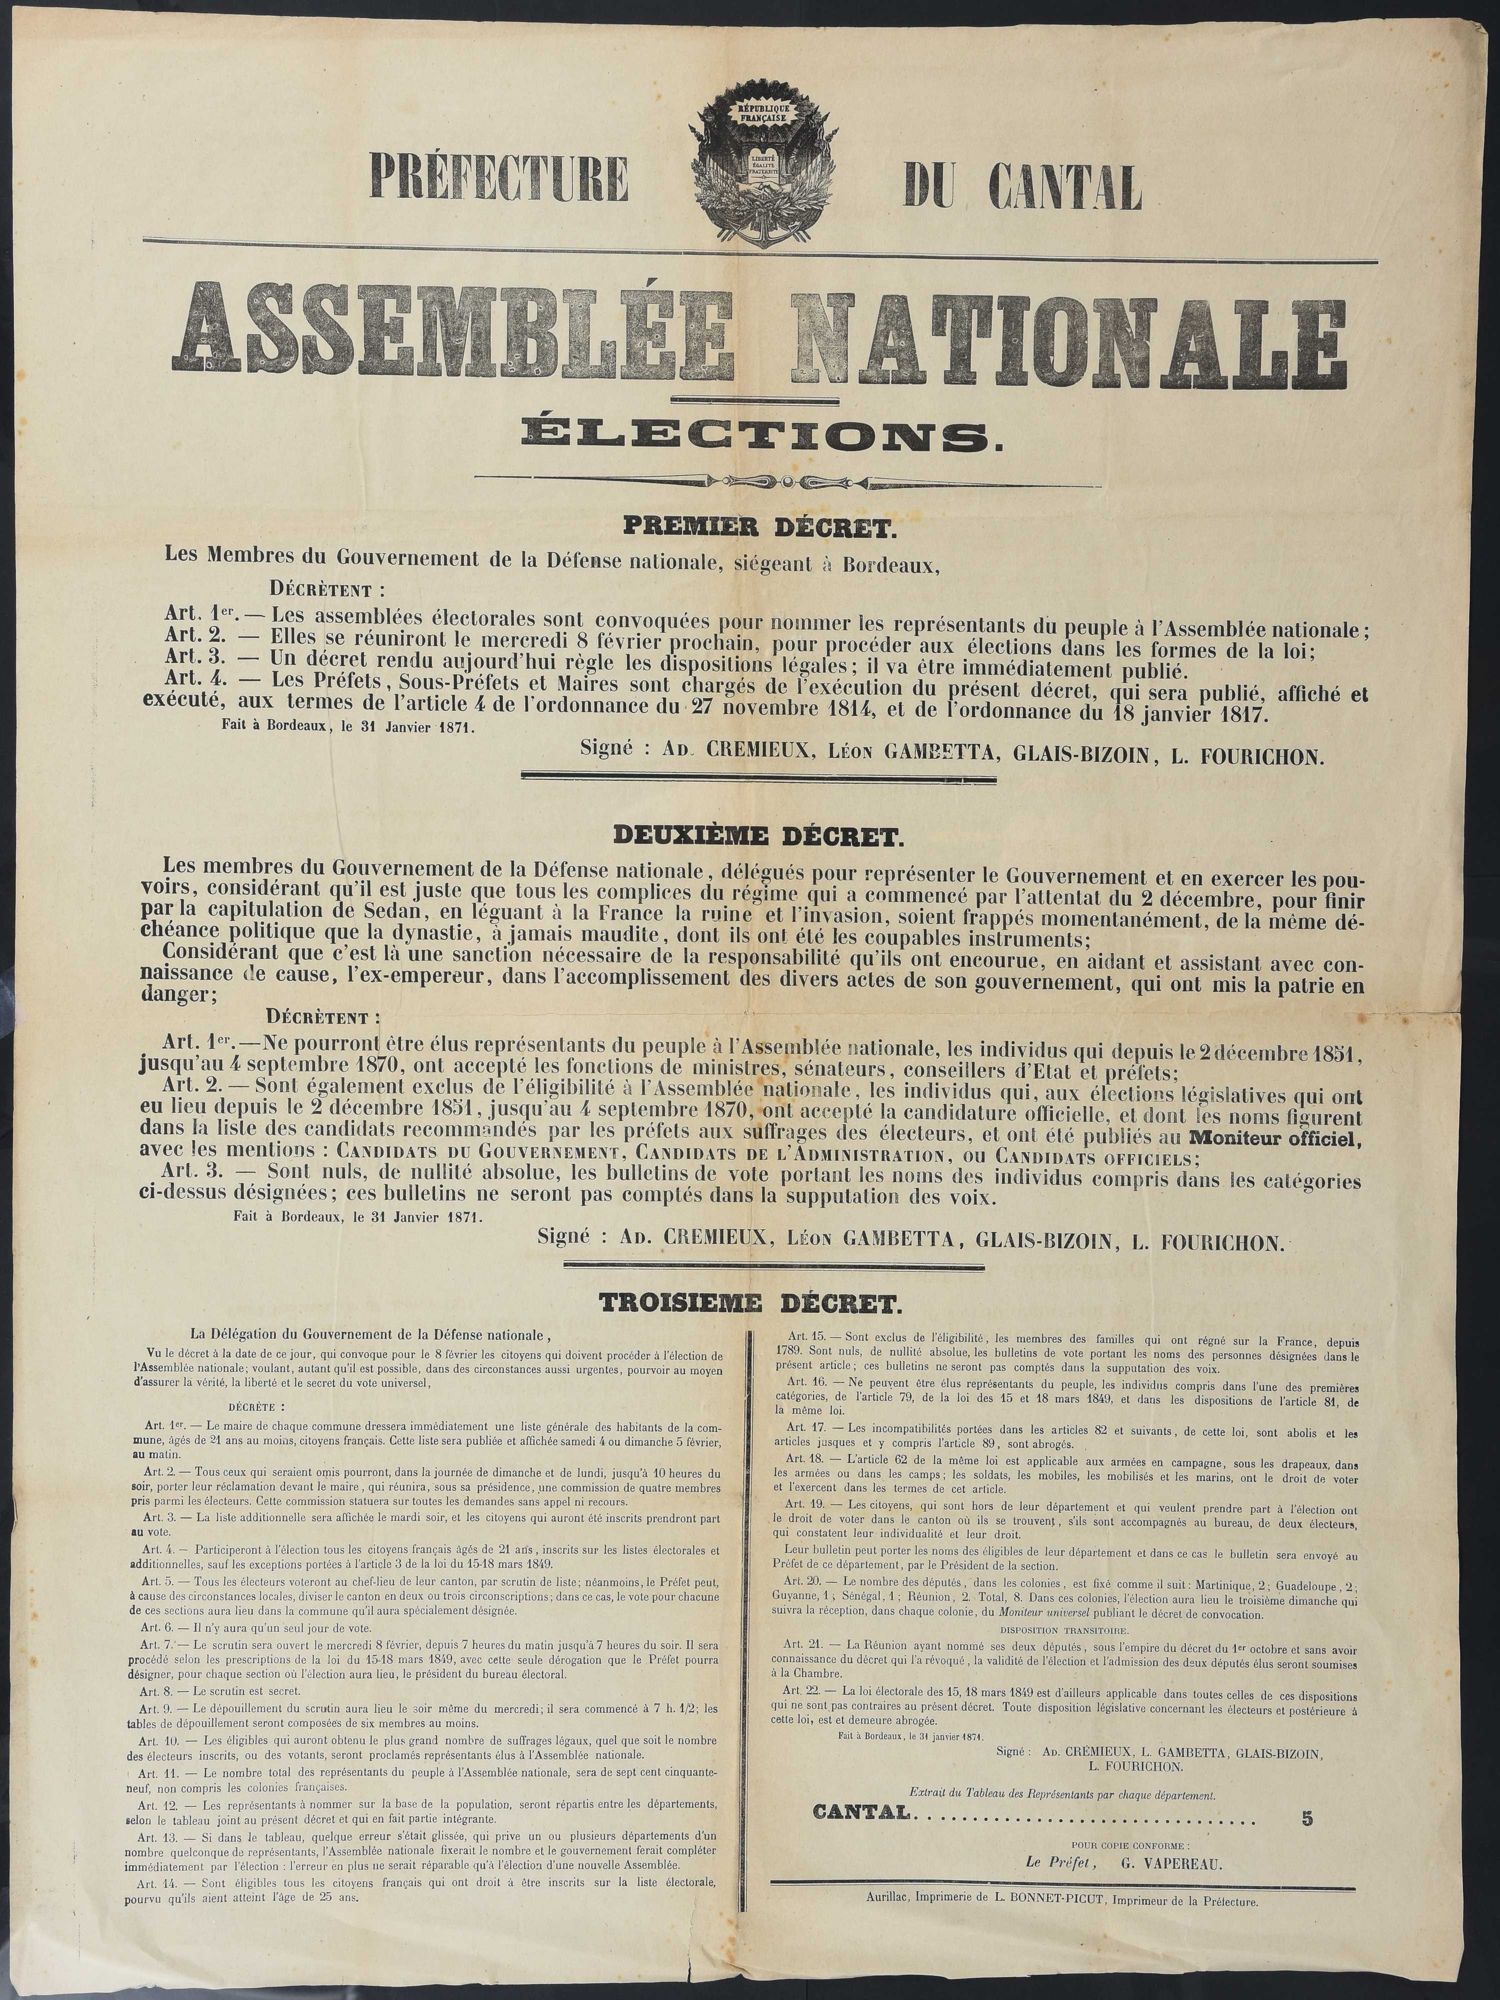 RÉPUBLIQUE
FRANÇAISE
LIBERTÉ
ÉGALITÉ
FRATERNITÉ
PRÉFECTURE DU CANTAL
ASSEMBLÉE NATIONALE
ÉLECTIONS.
PREMIER DÉCRET.
Les Membres du Gouvernement de la Défense nationale, siégeant à Bordeaux,
DÉCRÈTENT :
Art. 1er. — Les assemblées électorales sont convoquées pour nommer les représentants du peuple à l'Assemblée nationale ;
Art. 2. — Elles se réuniront le mercredi 8 février prochain, pour procéder aux élections dans les formes de la loi;
Art. 3. — Un décret rendu aujourd'hui règle les dispositions légales; il va être immédiatement publié.
Art. 4. — Les Préfets, Sous-Préfets et Maires sont chargés de l'exécution du présent décret, qui sera publié, affiché et
exécuté, aux termes de l'article 4 de l'ordonnance du 27 novembre 1814, et de l'ordonnance du 18 janvier 1817.
Fait à Bordeaux, le 31 Janvier 1871.
Signé : AD. CREMIEUX, LÉON GAMBETTA, GLAIS-BIZOIN, L. FOURICHON.
DEUXIÈME DÉCRET.
Les membres du Gouvernement de la Défense nationale, délégués pour représenter le Gouvernement et en exercer les pou-
voirs, considérant qu'il est juste que tous les complices du régime qui a commencé par l'attentat du 2 décembre, pour finir
par la capitulation de Sedan, en léguant à la France la ruine et l'invasion, soient frappés momentanément, de la même dé-
chéance politique que la dynastie, à jamais maudite, dont ils ont été les coupables instruments;
Considérant que c'est là une sanction nécessaire de la responsabilité qu'ils ont encourue, en aidant et assistant avec con-
naissance de cause, l'ex-empereur, dans l'accomplissement des divers actes de son gouvernement, qui ont mis la patrie en
danger;
DÉCRÈTENT :
Art. 1er.—Ne pourront être élus représentants du peuple à l'Assemblée nationale, les individus qui depuis le 2 décembre 1851,
jusqu'au 4 septembre 1870, ont accepté les fonctions de ministres, sénateurs, conseillers d'Etat et préfets;
Art. 2. — Sont également exclus de l'éligibilité à l'Assemblée nationale, les individus qui, aux élections législatives qui ont
eu lieu depuis le 2 décembre 1851, jusqu'au 4 septembre 1870, ont accepté la candidature officielle, et dont les noms figurent
dans la liste des candidats recommandés par les préfets aux suffrages des électeurs, et ont été publiés au Moniteur officiel,
avec les mentions : CANDIDATS DU GOUVERNEMENT, CANDIDATS DE L'ADMINISTRATION, OU CANDIDATS OFFICIELS;
Art. 3. — Sont nuls, de nullité absolue, les bulletins de vote portant les noms des individus compris dans les catégories
ci-dessus désignées; ces bulletins ne seront pas comptés dans la supputation des voix.
Fait à Bordeaux, le 31 Janvier 1871.
Signé : AD. CREMIEUX, LÉON GAMBETTA, GLAIS-BIZOIN, L. FOURICHON.
TROISIEME DÉCRET.
La Délégation du Gouvernement de la Défense nationale,
Vu le décret à la date de ce jour, qui convoque pour le 8 février les citoyens qui doivent procéder à l'élection de
l'Assemblée nationale; voulant, autant qu'il est possible, dans des circonstances aussi urgentes, pourvoir au moyen
d'assurer la vérité, la liberté et le secret du vote universel,
DÉCRÈTE :
Art. 1er. — Le maire de chaque commune dressera immédiatement une liste générale des habitants de la com-
mune, âgés de 21 ans au moins, citoyens français. Cette liste sera publiée et affichée samedi 4 ou dimanche 5 février,
au matin.
Art. 2. — Tous ceux qui seraient omis pourront, dans la journée de dimanche et de lundi, jusqu'à 10 heures du
soir, porter leur réclamation devant le maire, qui réunira, sous sa présidence, une commission de quatre membres
pris parmi les électeurs. Cette commission statuera sur toutes les demandes sans appel ni recours.
Art. 3. — La liste additionnelle sera affichée le mardi soir, et les citoyens qui auront été inscrits prendront part
au vote.
Art. 4. — Participeront à l'élection tous les citoyens français âgés de 21 ans, inscrits sur les listes électorales et
additionnelles, sauf les exceptions portées à l'article 3 de la loi du 15-18 mars 1849.
Art. 5. — Tous les électeurs voteront au chef-lieu de leur canton, par scrutin de liste; néanmoins, le Préfet peut,
à cause des circonstances locales, diviser le canton en deux ou trois circonscriptions; dans ce cas, le vote pour chacune
de ces sections aura lieu dans la commune qu'il aura spécialement désignée.
Art. 6. — Il n'y aura qu'un seul jour de vote.
Art. 7. — Le scrutin sera ouvert le mercredi 8 février, depuis 7 heures du matin jusqu'à 7 heures du soir. Il sera
procédé selon les prescriptions de la loi du 15-18 mars 1849, avec cette seule dérogation que le Préfet pourra
désigner, pour chaque section où l'élection aura lieu, le président du bureau électoral.
Art. 8. — Le scrutin est secret.
Art. 9. — Le dépouillement du scrutin aura lieu le soir même du mercredi; il sera commencé à 7 h. 1/2; les
tables de dépouillement seront composées de six membres au moins.
Art. 10. — Les éligibles qui auront obtenu le plus grand nombre de suffrages légaux, quel que soit le nombre
des électeurs inscrits, ou des votants, seront proclamés représentants élus à l'Assemblée nationale.
Art. 11. — Le nombre total des représentants du peuple à l'Assemblée nationale, sera de sept cent cinquante-
neuf, non compris les colonies françaises.
Art. 12. — Les représentants à nommer sur la base de la population, seront répartis entre les départements,
selon le tableau joint au présent décret et qui en fait partie intégrante.
Art. 13. — Si dans le tableau, quelque erreur s'était glissée, qui prive un ou plusieurs départements d'un
nombre quelconque de représentants, l'Assemblée nationale fixerait le nombre et le gouvernement ferait compléter
immédiatement par l'élection : l'erreur en plus ne serait réparable qu'à l'élection d'une nouvelle Assemblée.
Art. 14. — Sont éligibles tous les citoyens français qui ont droit à être inscrits sur la liste électorale,
pourvu qu'ils aient atteint l'âge de 25 ans.
Art. 15. — Sont exclus de l'éligibilité, les membres des familles qui ont régné sur la France, depuis
1789. Sont nuls, de nullité absolue, les bulletins de vote portant les noms des personnes désignées dans le
présent article; ces bulletins ne seront pas comptés dans la supputation des voix.
Art. 16. — Ne peuvent être élus représentants du peuple, les individus compris dans l'une des premières
catégories, de l'article 79, de la loi des 15 et 18 mars 1849, et dans les dispositions de l'article 81, de
la même loi.
Art. 17. — Les incompatibilités portées dans les articles 82 et suivants, de cette loi, sont abolis et les
articles jusques et y compris l'article 89, sont abrogés.
Art. 18. — L'article 62 de la même loi est applicable aux armées en campagne, sous les drapeaux, dans
les armées ou dans les camps; les soldats, les mobiles, les mobilisés et les marins, ont le droit de voter
et l'exercent dans les termes de cet article.
Art. 19. — Les citoyens, qui sont hors de leur département et qui veulent prendre part à l'élection ont
le droit de voter dans le canton où ils se trouvent, s'ils sont accompagnés au bureau, de deux électeurs,
qui constatent leur individualité et leur droit.
Leur bulletin peut porter les noms des éligibles de leur département et dans ce cas le bulletin sera envoyé au
Préfet de ce département, par le Président de la section.
Art. 20. — Le nombre des députés, dans les colonies, est fixé comme il suit : Martinique, 2; Guadeloupe, 2;
Guyanne, 1; Sénégal, 1; Réunion, 2. Total, 8. Dans ces colonies, l'élection aura lieu le troisième dimanche qui
suivra la réception, dans chaque colonie, du Moniteur universel publiant le décret de convocation.
DISPOSITION TRANSITOIRE.
Art. 21. — La Réunion ayant nommé ses deux députés, sous l'empire du décret du 1er octobre et sans avoir
connaissance du décret qui l'a révoqué, la validité de l'élection et l'admission des deux députés élus seront soumises
à la Chambre.
Art. 22. — La loi électorale des 15, 18 mars 1849 est d'ailleurs applicable dans toutes celles de ces dispositions
qui ne sont pas contraires au présent décret. Toute disposition législative concernant les électeurs et postérieure à
cette loi, est et demeure abrogée.
Fait à Bordeaux, le 31 janvier 1871.
Signé : AD. CRÉMIEUX, L. GAMBETTA, GLAIS-BIZOIN,
L. FOURICHON.
Extrait du Tableau des Représentants par chaque département.
CANTAL................................ 5
POUR COPIE CONFORME :
Le Préfet, G. VAPEREAU.
Aurillac, Imprimerie de L. BONNET-PICUT, Imprimeur de la Préfecture.